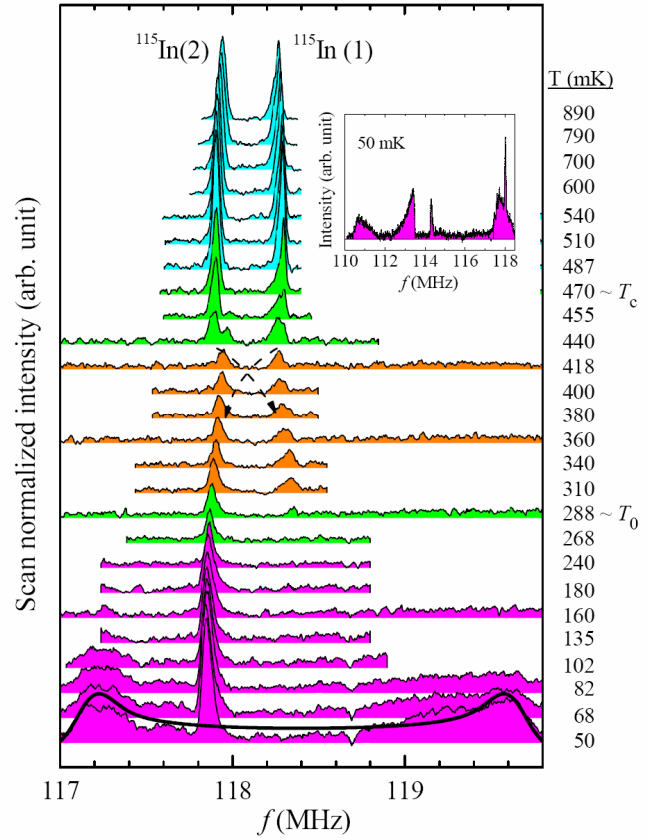 115In(2) 115In (1)
T (mK)
890
790
700
600
540
510
487
470 ~ Tc
455
440
418
400
380
360
340
310
288 ~ T0
268
240
180
160
135
102
82
68
50
50 mK
Intensity (arb. unit)
110 112 114 116 118
f (MHz)
Scan normalized intensity (arb. unit)
117 118 119
f (MHz)